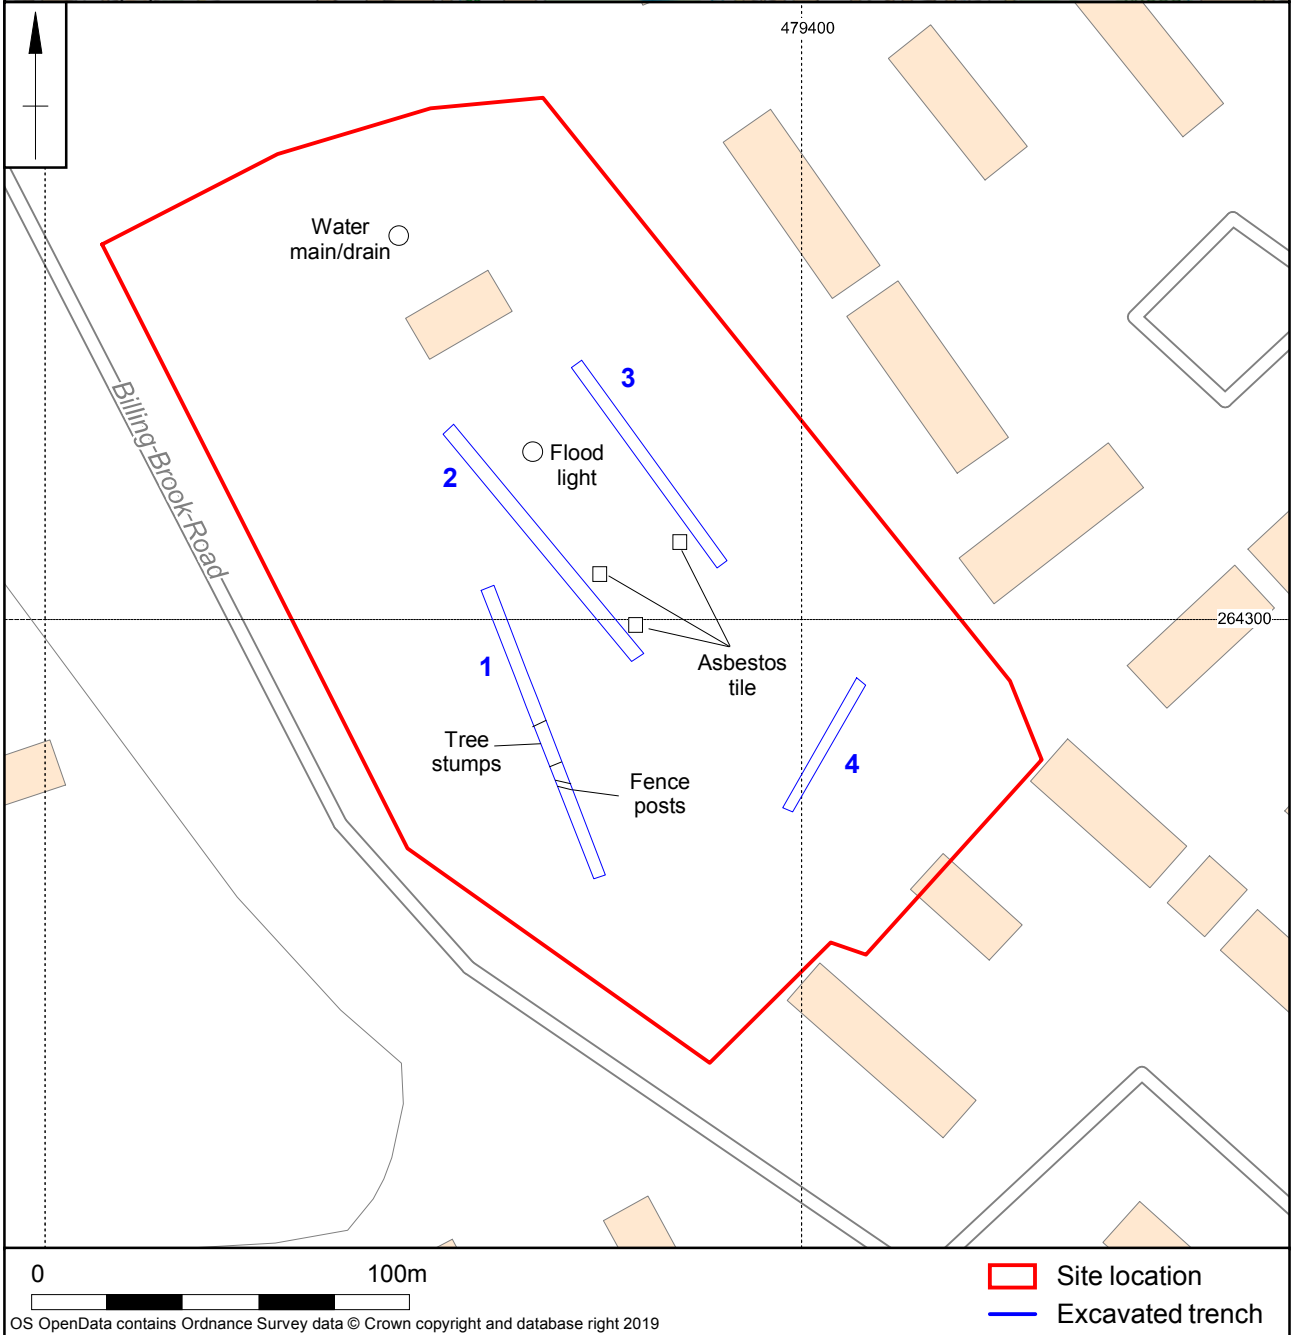 479400
Water
main/drain
3
Billing Brook Road
2
Flood
light
264300
1
Asbestos
tile
Tree
stumps
4
Fence
posts
0
100m
Site location
Excavated trench
OS OpenData contains Ordnance Survey data © Crown copyright and database right 2019